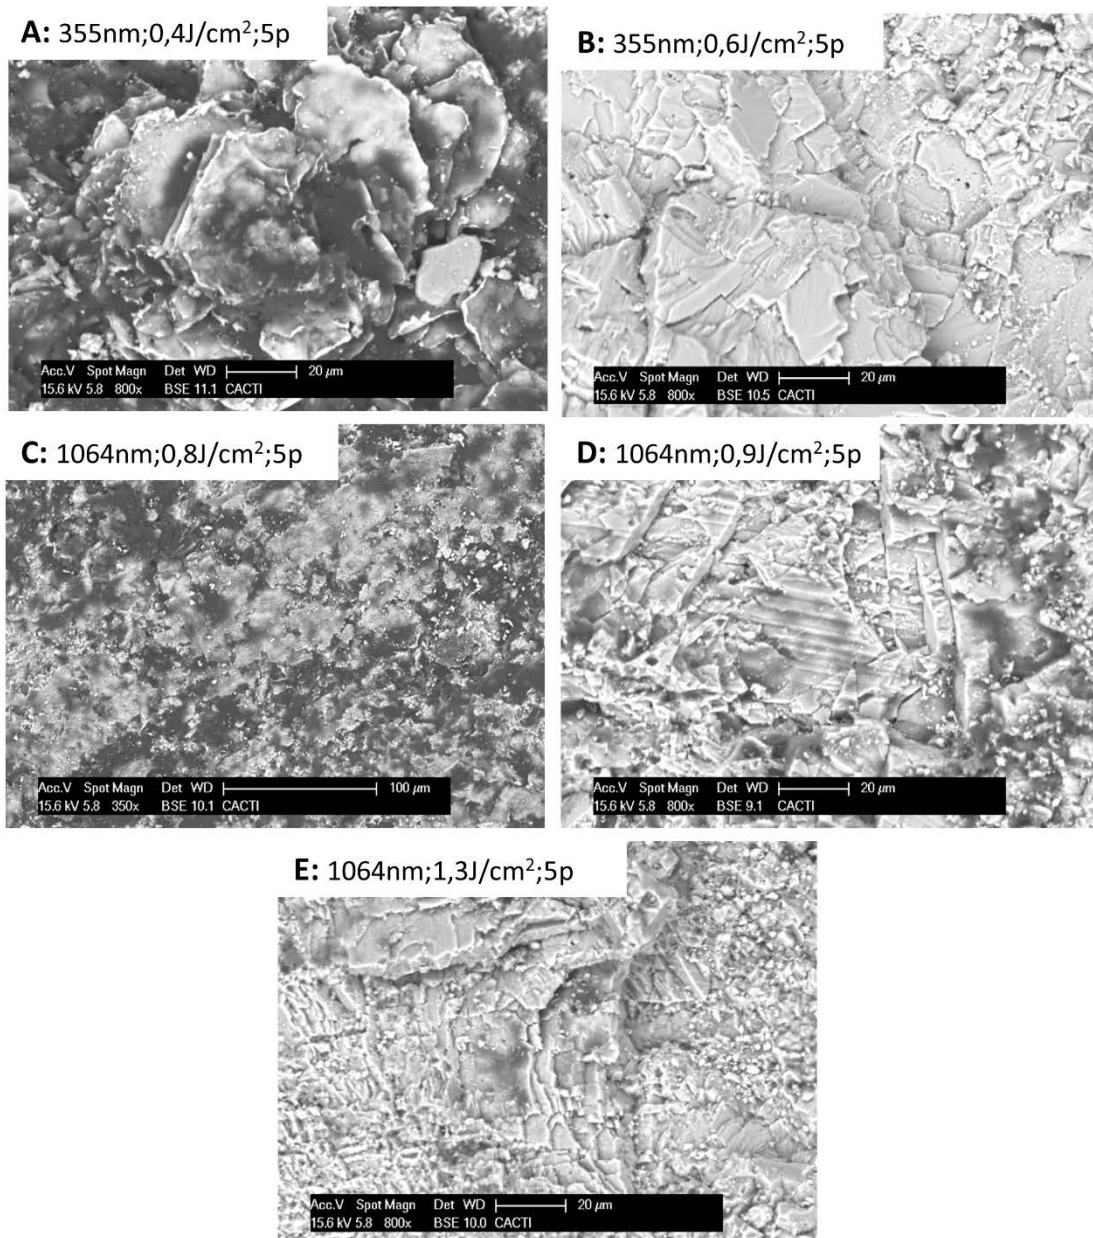 A: 355nm;0,4J/cm²;5p
Acc.V Spot Magn Det WD 20 µm
15.6 kV 5.8 800x BSE 11.1 CACTI
B: 355nm;0,6J/cm²;5p
Acc.V Spot Magn Det WD 20 µm
15.6 kV 5.8 800x BSE 10.5 CACTI
C: 1064nm;0,8J/cm²;5p
Acc.V Spot Magn Det WD 100 µm
15.6 kV 5.8 350x BSE 10.1 CACTI
D: 1064nm;0,9J/cm²;5p
Acc.V Spot Magn Det WD 20 µm
15.6 kV 5.8 800x BSE 9.1 CACTI
E: 1064nm;1,3J/cm²;5p
Acc.V Spot Magn Det WD 20 µm
15.6 kV 5.8 800x BSE 10.0 CACTI